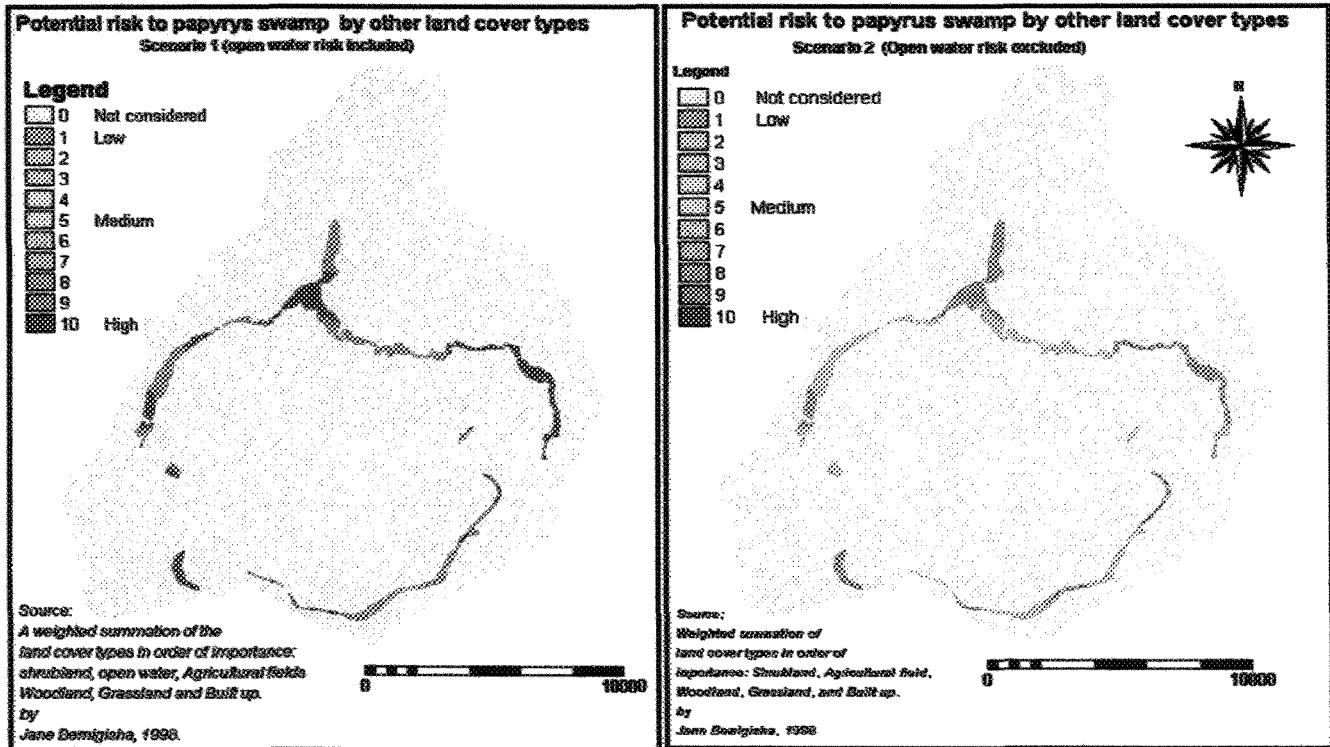 Potential risk to papyrys swamp by other land cover types
Scenario 1 (open water risk included)
Legend
0 Not considered
1 Low
2
3
4
5 Medium
6
7
8
9
10 High
Source:
A weighted summation of the
land cover types in order of importance:
shrubland, open water, Agricultural fields
Woodland, Grassland and Built up.
by
Jane Bemigisha, 1998.
0 10000
Potential risk to papyrus swamp by other land cover types
Scenario 2 (Open water risk excluded)
Legend
0 Not considered
1 Low
2
3
4
5 Medium
6
7
8
9
10 High
N
Source;
Weighted sumation of
land cover types in order of
importance: Shrubland, Agricultural field,
Woodland, Grassland, and Built up.
by
Jane Bemigisha, 1998
0 10000